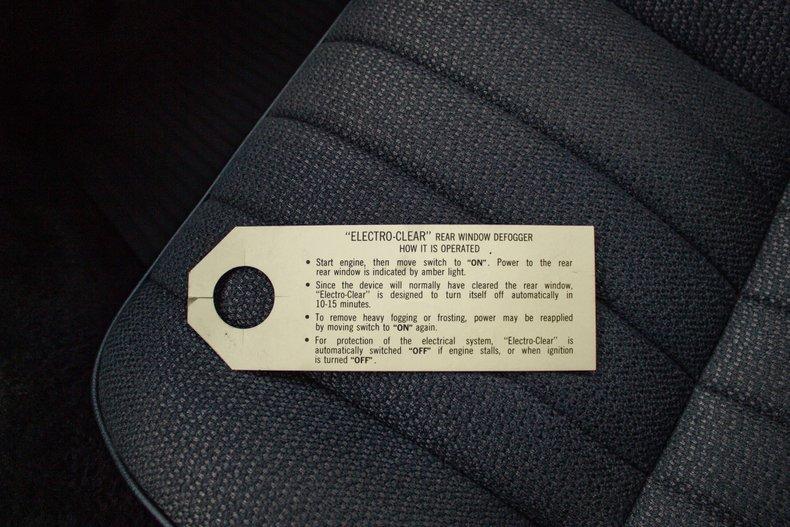 "ELECTRO-CLEAR" REAR WINDOW DEFOGGER
HOW IT IS OPERATED
• Start engine, then move switch to "ON". Power to the rear
rear window is indicated by amber light.
• Since the device will normally have cleared the rear window,
"Electro-Clear" is designed to turn itself off automatically in
10-15 minutes.
• To remove heavy fogging or frosting, power may be reapplied
by moving switch to "ON" again.
• For protection of the electrical system, "Electro-Clear" is
automatically switched "OFF" if engine stalls, or when ignition
is turned "OFF".